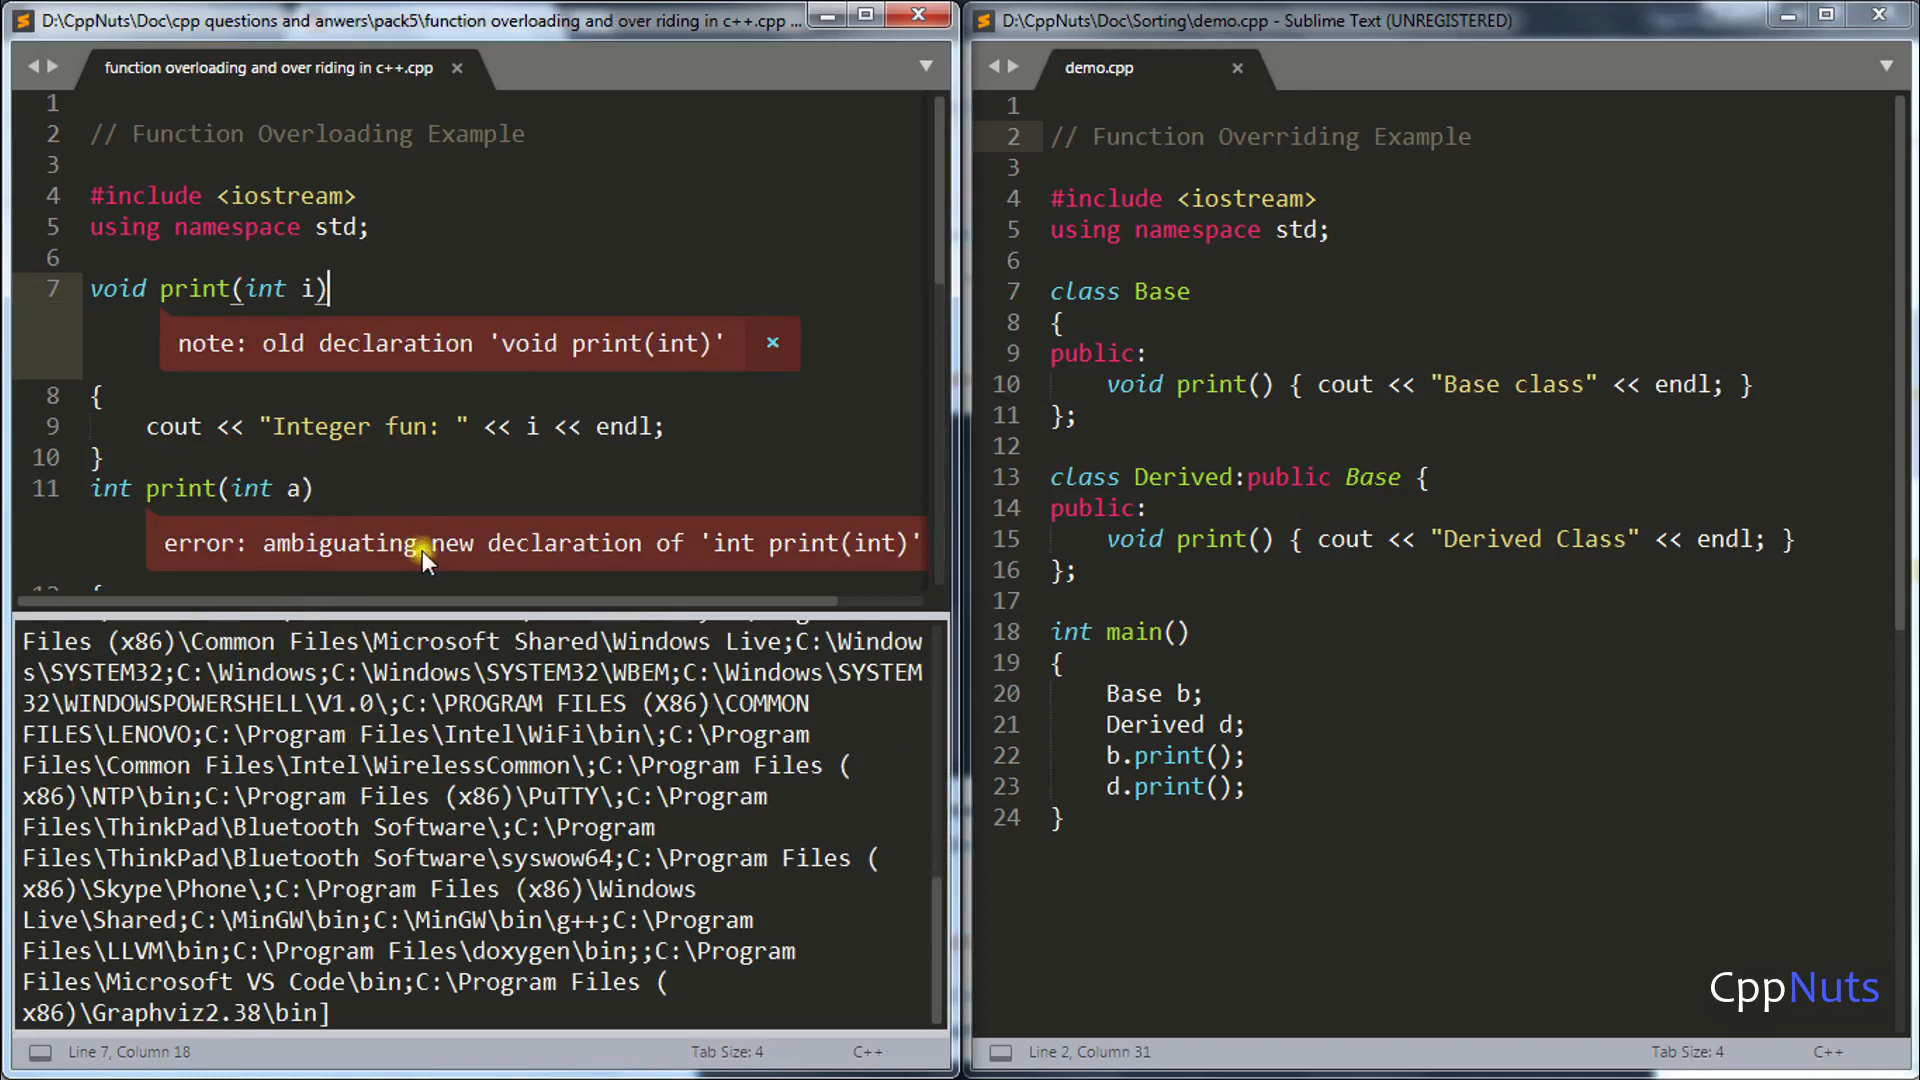 D:\CppNuts\Doc\cpp questions and anwers\pack5\function overloading and over riding in c++.cpp ...
function overloading and over riding in c++.cpp
1
2 // Function Overloading Example
3
4 #include <iostream>
5 using namespace std;
6
7 void print(int i)
note: old declaration 'void print(int)' ×
8 {
9 cout << "Integer fun: " << i << endl;
10 }
11 int print(int a)
error: ambiguating new declaration of 'int print(int)'
Files (x86)\Common Files\Microsoft Shared\Windows Live;C:\Window
s\SYSTEM32;C:\Windows;C:\Windows\SYSTEM32\WBEM;C:\Windows\SYSTEM
32\WINDOWSPOWERSHELL\V1.0\;C:\PROGRAM FILES (X86)\COMMON
FILES\LENOVO;C:\Program Files\Intel\WiFi\bin\;C:\Program
Files\Common Files\Intel\WirelessCommon\;C:\Program Files (
x86)\NTP\bin;C:\Program Files (x86)\PuTTY\;C:\Program
Files\ThinkPad\Bluetooth Software\;C:\Program
Files\ThinkPad\Bluetooth Software\syswow64;C:\Program Files (
x86)\Skype\Phone\;C:\Program Files (x86)\Windows
Live\Shared;C:\MinGW\bin;C:\MinGW\bin\g++;C:\Program
Files\LLVM\bin;C:\Program Files\doxygen\bin;;C:\Program
Files\Microsoft VS Code\bin;C:\Program Files (
x86)\Graphviz2.38\bin]
Line 7, Column 18 Tab Size: 4 C++
D:\CppNuts\Doc\Sorting\demo.cpp - Sublime Text (UNREGISTERED)
demo.cpp
1
2 // Function Overriding Example
3
4 #include <iostream>
5 using namespace std;
6
7 class Base
8 {
9 public:
10 void print() { cout << "Base class" << endl; }
11 };
12
13 class Derived:public Base {
14 public:
15 void print() { cout << "Derived Class" << endl; }
16 };
17
18 int main()
19 {
20 Base b;
21 Derived d;
22 b.print();
23 d.print();
24 }
CppNuts
Line 2, Column 31 Tab Size: 4 C++